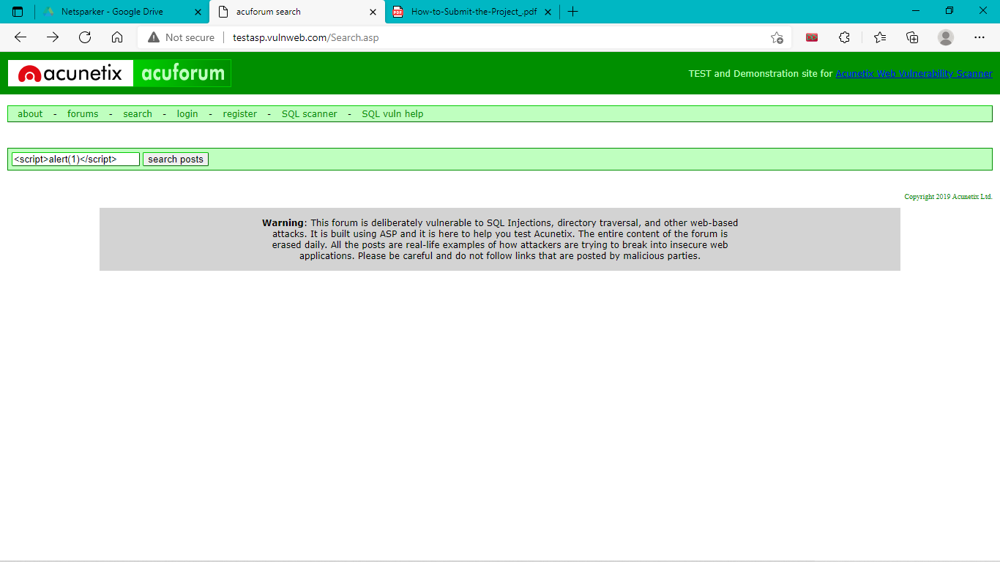 Netsparker - Google Drive
acuforum search
How-to-Submit-the-Project_.pdf
Not secure
testasp.vulnweb.com/Search.asp
acunetix acuforum
TEST and Demonstration site for Acunetix Web Vulnerability Scanner
about - forums - search - login - register - SQL scanner - SQL vuln help
<script>alert(1)</script> search posts
Copyright 2019 Acunetix Ltd.
Warning: This forum is deliberately vulnerable to SQL Injections, directory traversal, and other web-based
attacks. It is built using ASP and it is here to help you test Acunetix. The entire content of the forum is
erased daily. All the posts are real-life examples of how attackers are trying to break into insecure web
applications. Please be careful and do not follow links that are posted by malicious parties.